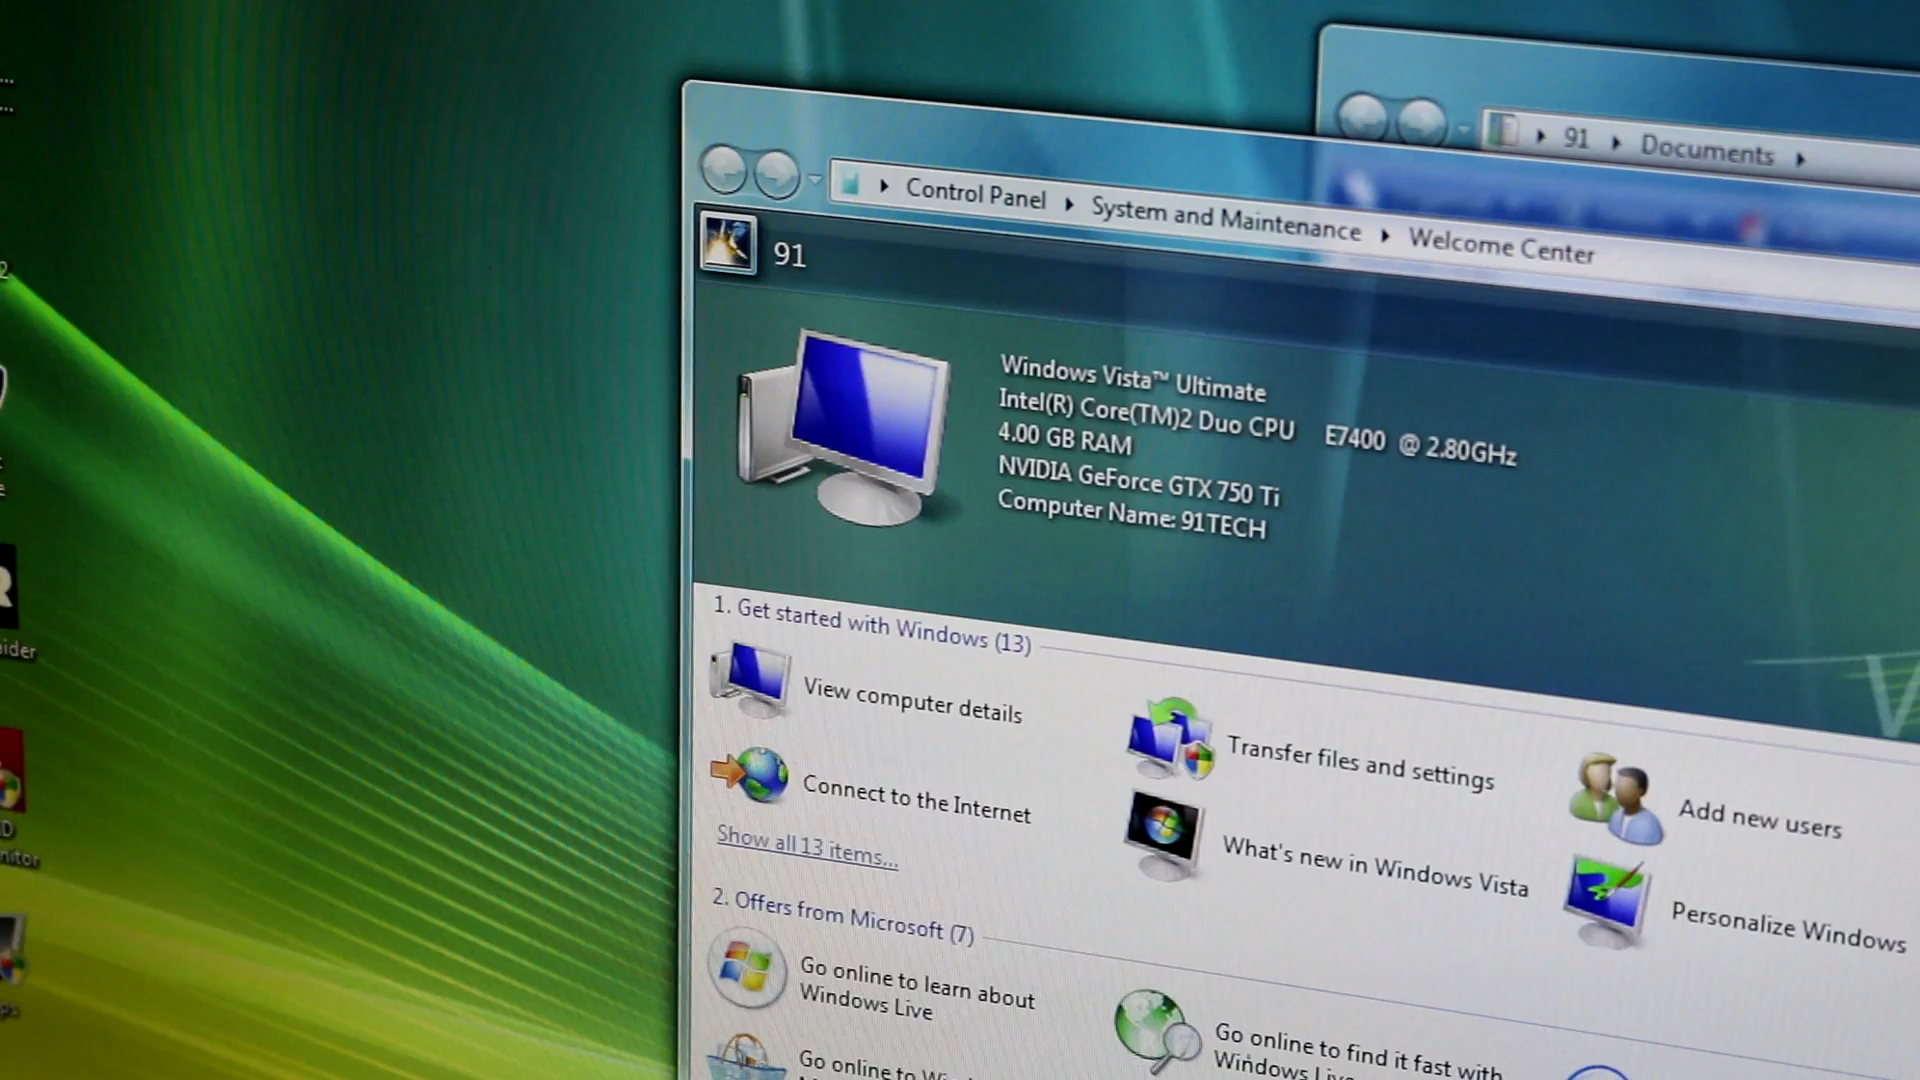 91 Documents
Control Panel System and Maintenance Welcome Center
91
Windows Vista™ Ultimate
Intel(R) Core(TM)2 Duo CPU E7400 @ 2.80GHz
4.00 GB RAM
NVIDIA GeForce GTX 750 Ti
Computer Name: 91TECH
1. Get started with Windows (13)
View computer details
Transfer files and settings
Add new users
Connect to the Internet
What's new in Windows Vista
Personalize Windows
Show all 13 items...
2. Offers from Microsoft (7)
Go online to learn about
Windows Live
Go online to find it fast with
Windows
Go online to